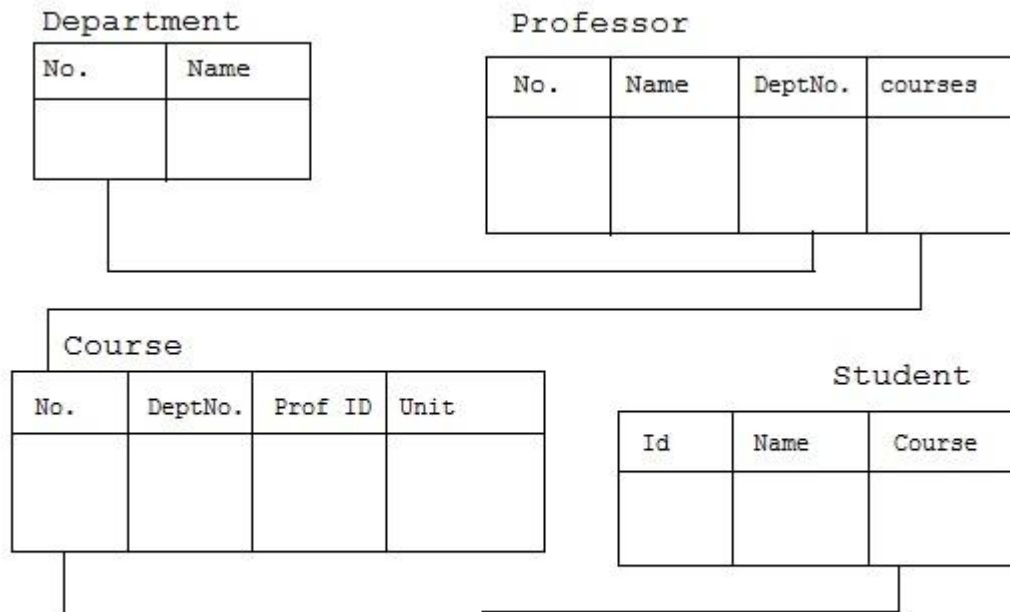 Department
No. Name
Professor
No. Name DeptNo. courses
Course
No. DeptNo. Prof ID Unit
Student
Id Name Course